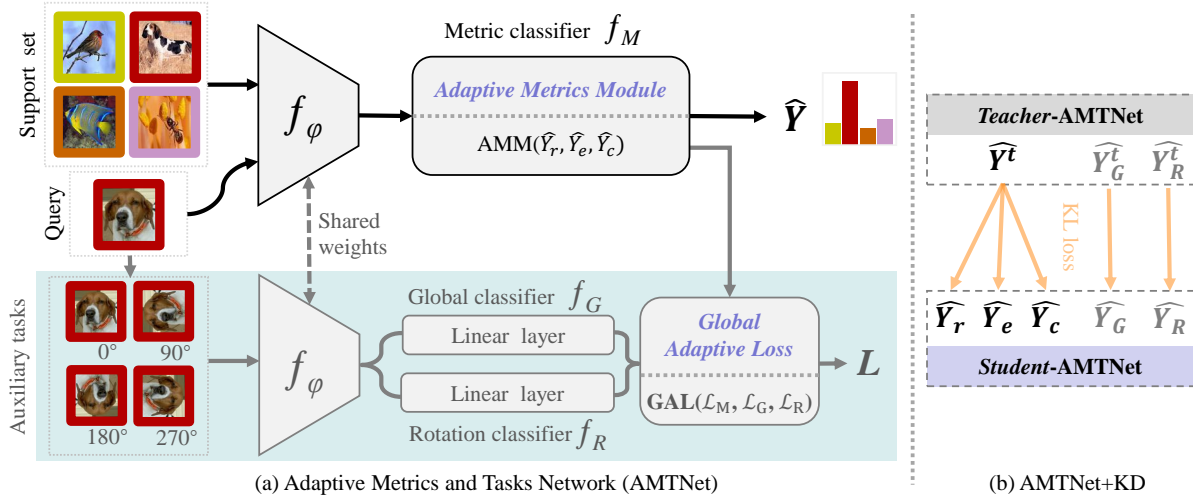 Support set
Query
Auxiliary tasks
0°
90°
180°
270°
f_φ
Metric classifier f_M
Adaptive Metrics Module
AMM(Ŷ_r, Ŷ_e, Ŷ_c)
Ŷ
Shared
weights
f_φ
Global classifier f_G
Linear layer
Linear layer
Rotation classifier f_R
Global
Adaptive Loss
GAL(ℒ_M, ℒ_G, ℒ_R)
L
(a) Adaptive Metrics and Tasks Network (AMTNet)
Teacher-AMTNet
Ŷ^t Ŷ_G^t Ŷ_R^t
KL loss
Ŷ_r Ŷ_e Ŷ_c Ŷ_G Ŷ_R
Student-AMTNet
(b) AMTNet+KD